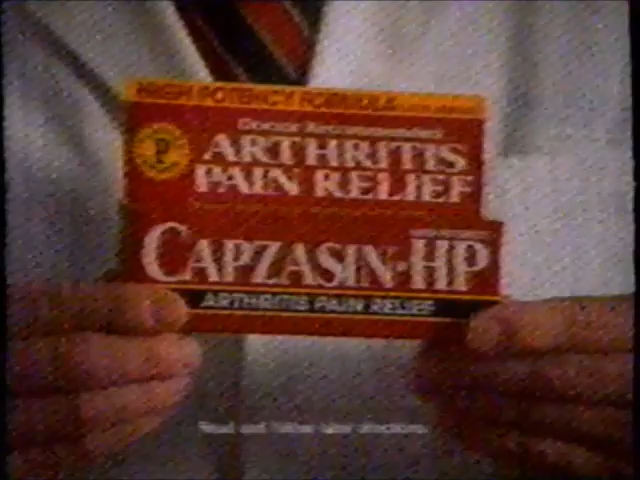 HIGH POTENCY FORMULA
P
Doctor Recommended
ARTHRITIS
PAIN RELIEF
CAPZASIN-HP
ARTHRITIS PAIN RELIEF
Read and follow label directions.